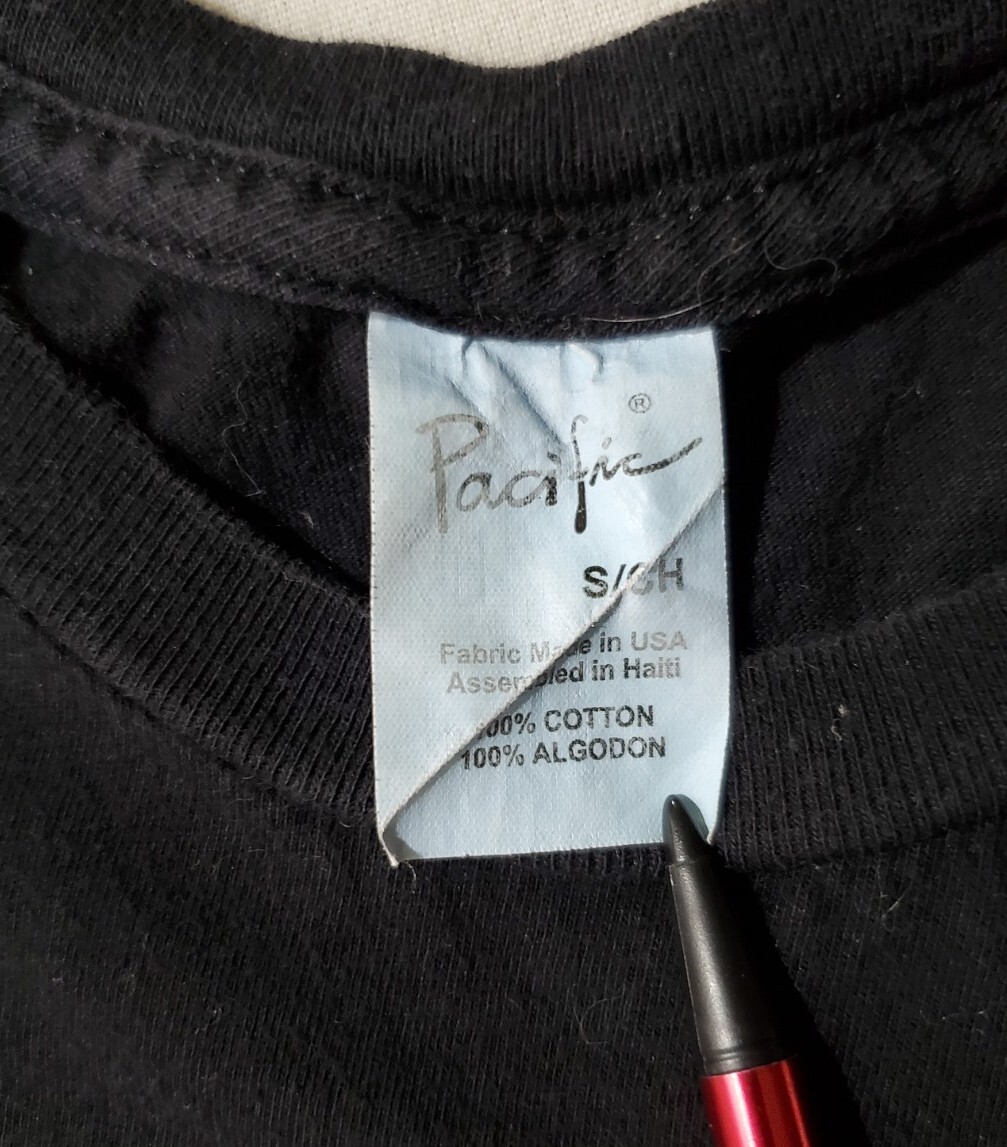 Pacific®
S/CH
Fabric Made in USA
Assembled in Haiti
100% COTTON
100% ALGODON